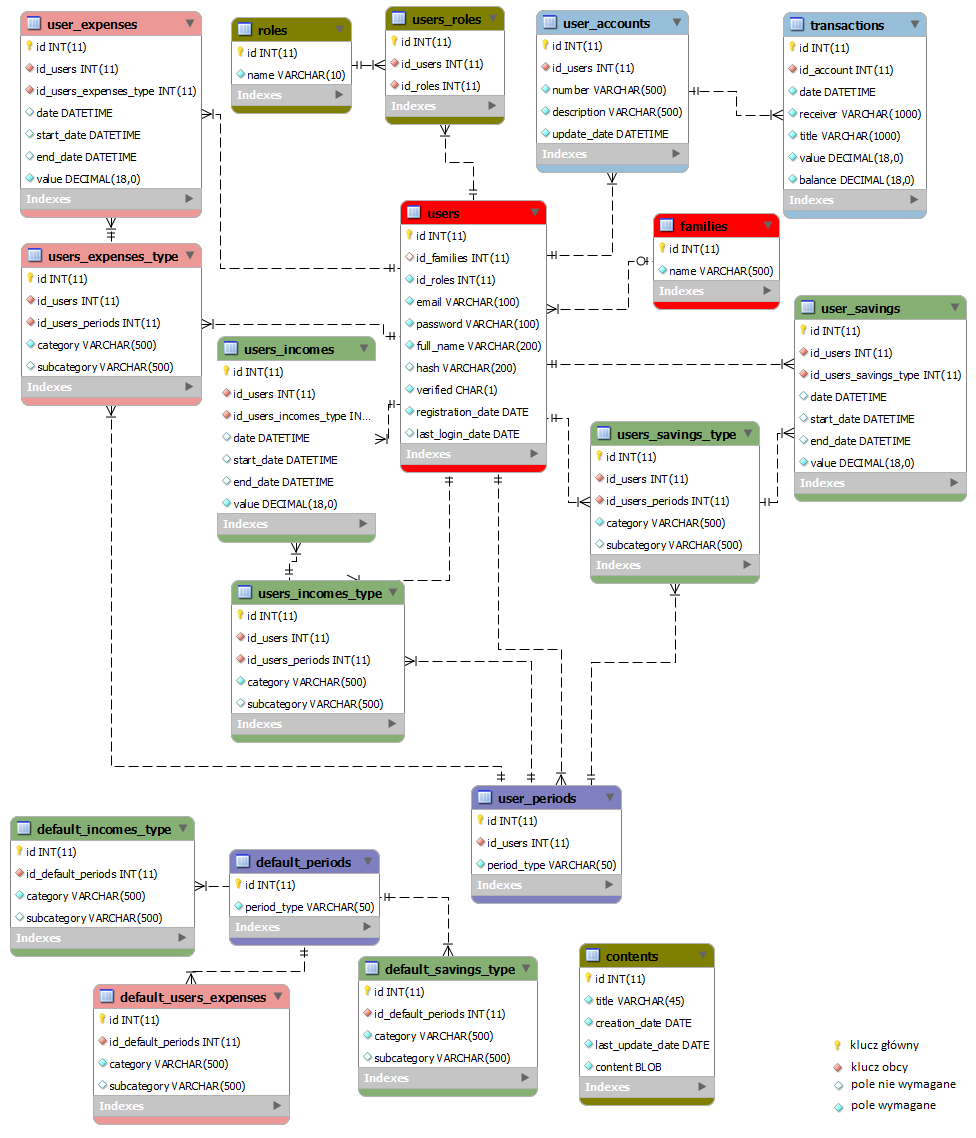 user_expenses
id INT(11)
id_users INT(11)
id_users_expenses_type INT(11)
date DATETIME
start_date DATETIME
end_date DATETIME
value DECIMAL(18,0)
Indexes
roles
id INT(11)
name VARCHAR(10)
Indexes
users_roles
id INT(11)
id_users INT(11)
id_roles INT(11)
Indexes
user_accounts
id INT(11)
id_users INT(11)
number VARCHAR(500)
description VARCHAR(500)
update_date DATETIME
Indexes
transactions
id INT(11)
id_account INT(11)
date DATETIME
receiver VARCHAR(1000)
title VARCHAR(1000)
value DECIMAL(18,0)
balance DECIMAL(18,0)
Indexes
users
id INT(11)
id_families INT(11)
id_roles INT(11)
email VARCHAR(100)
password VARCHAR(100)
full_name VARCHAR(200)
hash VARCHAR(200)
verified CHAR(1)
registration_date DATE
last_login_date DATE
Indexes
families
id INT(11)
name VARCHAR(500)
Indexes
users_expenses_type
id INT(11)
id_users INT(11)
id_users_periods INT(11)
category VARCHAR(500)
subcategory VARCHAR(500)
Indexes
users_incomes
id INT(11)
id_users INT(11)
id_users_incomes_type IN...
date DATETIME
start_date DATETIME
end_date DATETIME
value DECIMAL(18,0)
Indexes
user_savings
id INT(11)
id_users INT(11)
id_users_savings_type INT(11)
date DATETIME
start_date DATETIME
end_date DATETIME
value DECIMAL(18,0)
Indexes
users_savings_type
id INT(11)
id_users INT(11)
id_users_periods INT(11)
category VARCHAR(500)
subcategory VARCHAR(500)
Indexes
users_incomes_type
id INT(11)
id_users INT(11)
id_users_periods INT(11)
category VARCHAR(500)
subcategory VARCHAR(500)
Indexes
user_periods
id INT(11)
id_users INT(11)
period_type VARCHAR(50)
Indexes
default_incomes_type
id INT(11)
id_default_periods INT(11)
category VARCHAR(500)
subcategory VARCHAR(500)
Indexes
default_periods
id INT(11)
period_type VARCHAR(50)
Indexes
default_users_expenses
id INT(11)
id_default_periods INT(11)
category VARCHAR(500)
subcategory VARCHAR(500)
Indexes
default_savings_type
id INT(11)
id_default_periods INT(11)
category VARCHAR(500)
subcategory VARCHAR(500)
Indexes
contents
id INT(11)
title VARCHAR(45)
creation_date DATE
last_update_date DATE
content BLOB
Indexes
klucz główny
klucz obcy
pole nie wymagane
pole wymagane